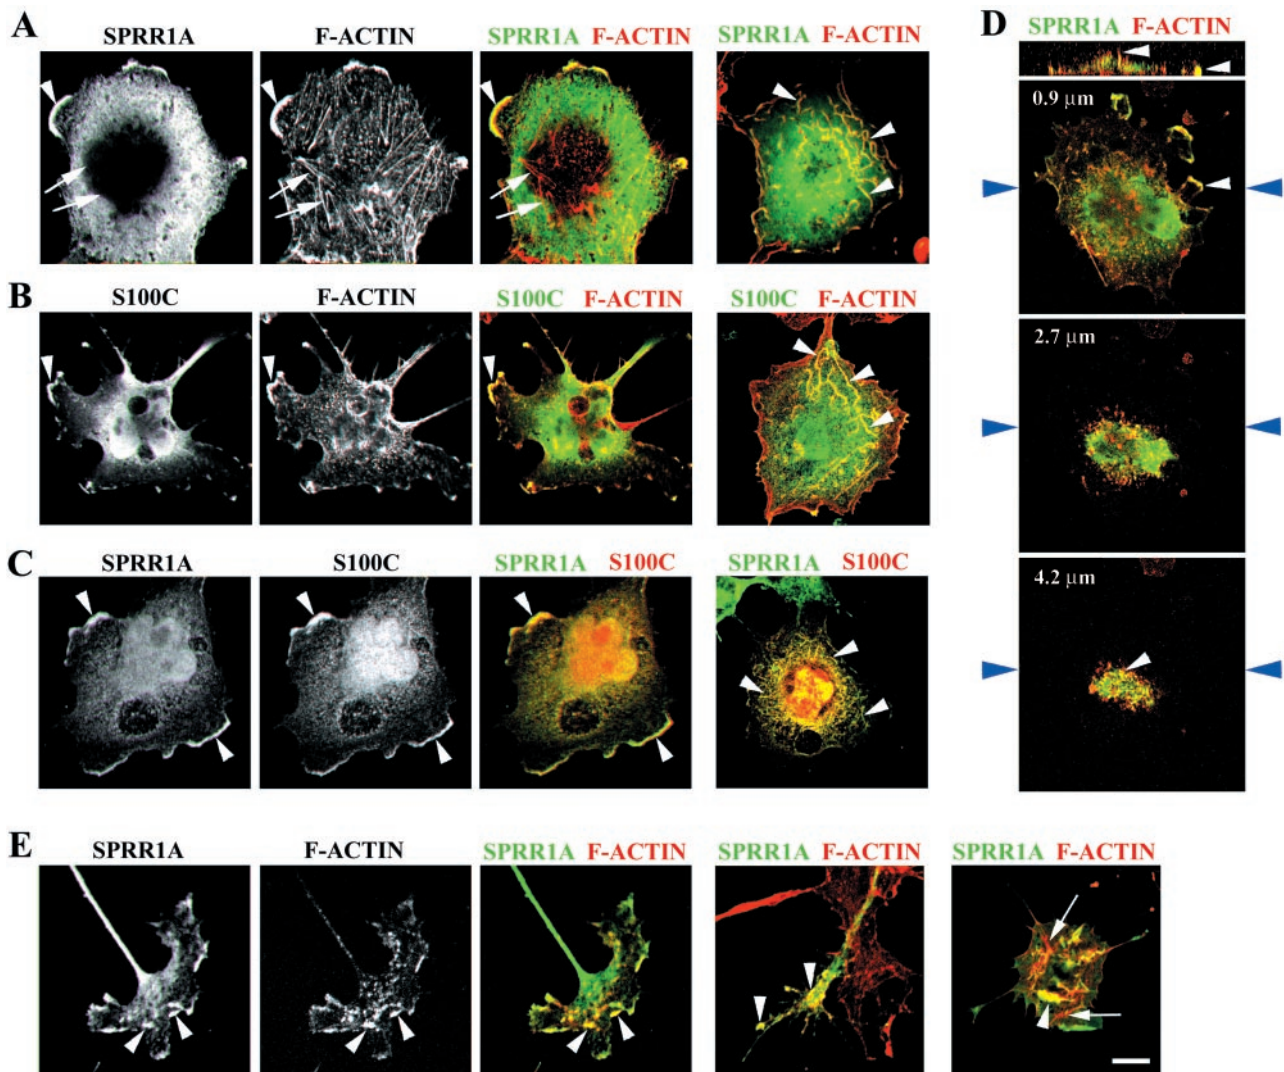 A
SPRR1A
F-ACTIN
SPRR1A F-ACTIN
SPRR1A F-ACTIN
B
S100C
F-ACTIN
S100C F-ACTIN
S100C F-ACTIN
C
SPRR1A
S100C
SPRR1A S100C
SPRR1A S100C
D
SPRR1A F-ACTIN
0.9 μm
2.7 μm
4.2 μm
E
SPRR1A
F-ACTIN
SPRR1A F-ACTIN
SPRR1A F-ACTIN
SPRR1A F-ACTIN